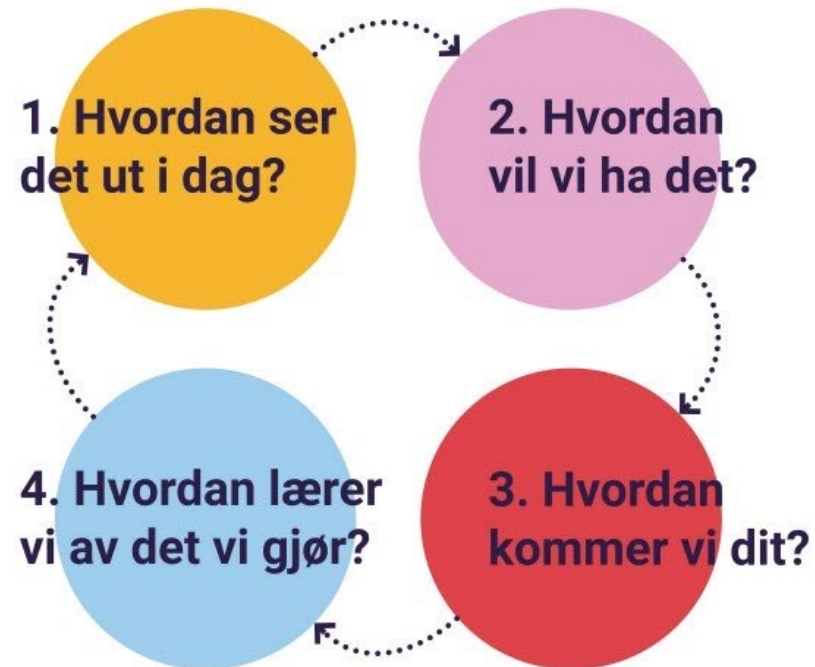 1. Hvordan ser
det ut i dag?
2. Hvordan
vil vi ha det?
3. Hvordan
kommer vi dit?
4. Hvordan lærer
vi av det vi gjør?